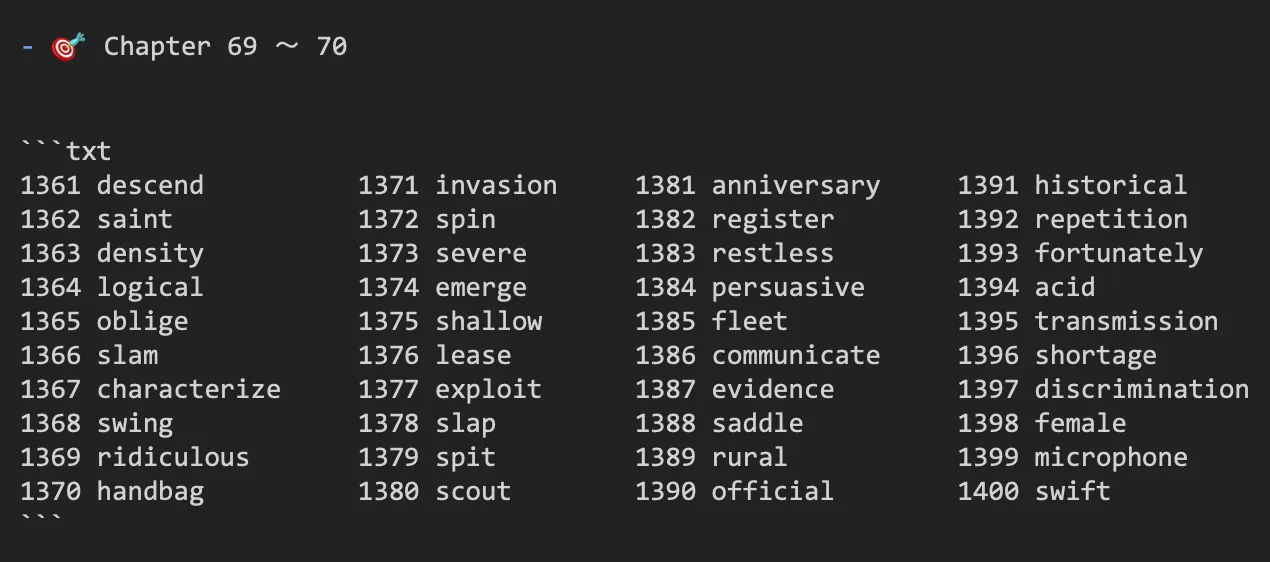 - 🎯 Chapter 69 ～ 70
```txt
1361 descend 1371 invasion 1381 anniversary 1391 historical
1362 saint 1372 spin 1382 register 1392 repetition
1363 density 1373 severe 1383 restless 1393 fortunately
1364 logical 1374 emerge 1384 persuasive 1394 acid
1365 oblige 1375 shallow 1385 fleet 1395 transmission
1366 slam 1376 lease 1386 communicate 1396 shortage
1367 characterize 1377 exploit 1387 evidence 1397 discrimination
1368 swing 1378 slap 1388 saddle 1398 female
1369 ridiculous 1379 spit 1389 rural 1399 microphone
1370 handbag 1380 scout 1390 official 1400 swift
```